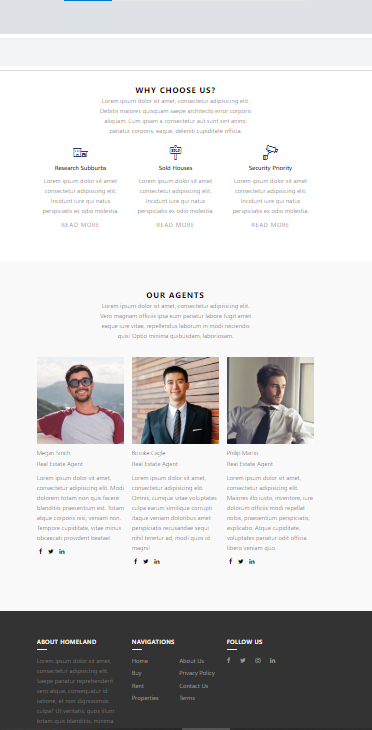 WHY CHOOSE US?
Lorem ipsum dolor sit amet, consectetur adipisicing elit.
Debitis maiores quisquam saepe architecto error corporis
aliquam. Cum ipsam a consectetur aut sunt sint animi,
pariatur corporis, eaque, deleniti cupiditate officia.
Research Subburbs
Sold Houses
Security Priority
Lorem ipsum dolor sit amet
consectetur adipisicing elit.
Incidunt iure qui natus
perspiciatis ex odio molestia.
Lorem ipsum dolor sit amet
consectetur adipisicing elit.
Incidunt iure qui natus
perspiciatis ex odio molestia.
Lorem ipsum dolor sit amet
consectetur adipisicing elit.
Incidunt iure qui natus
perspiciatis ex odio molestia.
READ MORE
READ MORE
READ MORE
OUR AGENTS
Lorem ipsum dolor sit amet, consectetur adipisicing elit.
Vero magnam officiis ipsa eum pariatur labore fugit amet
eaque iure vitae, repellendus laborum in modi reiciendis
quis! Optio minima quibusdam, laboriosam.
Megan Smith
Real Estate Agent
Lorem ipsum dolor sit amet,
consectetur adipisicing elit. Modi
dolorem totam non quis facere
blanditiis praesentium est. Totam
atque corporis nisi, veniam non.
Tempore cupiditate, vitae minus
obcaecati provident beatae!
Brooke Cagle
Real Estate Agent
Lorem ipsum dolor sit amet,
consectetur adipisicing elit.
Omnis, cumque vitae voluptates
culpa earum similique corrupti
itaque veniam doloribus amet
perspiciatis recusandae sequi
nihil tenetur ad, modi quos id
magni!
Philip Martin
Real Estate Agent
Lorem ipsum dolor sit amet,
consectetur adipisicing elit.
Maiores illo iusto, inventore, iure
dolorum officiis modi repellat
nobis, praesentium perspiciatis,
explicabo. Atque cupiditate,
voluptates pariatur odit officia
libero veniam quo.
ABOUT HOMELAND
Lorem ipsum dolor sit amet,
consectetur adipisicing elit.
Saepe pariatur reprehenderit
vero atque, consequatur id
ratione, et non dignissimos
culpa? Ut veritatis, quos illum
totam quis blanditiis, minima
NAVIGATIONS
Home
Buy
Rent
Properties
About Us
Privacy Policy
Contact Us
Terms
FOLLOW US